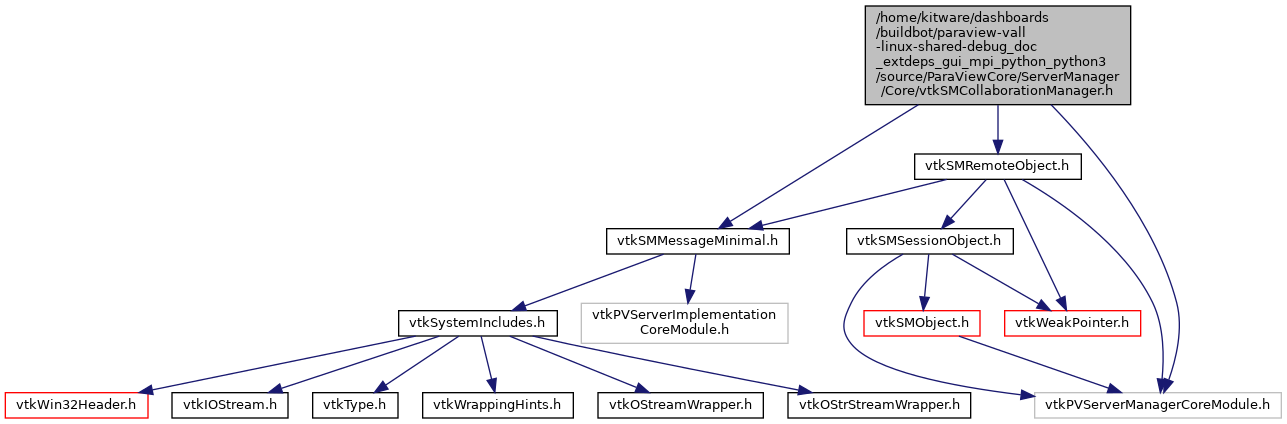 /home/kitware/dashboards
/buildbot/paraview-vall
-linux-shared-debug_doc
_extdeps_gui_mpi_python_python3
/source/ParaViewCore/ServerManager
/Core/vtkSMCollaborationManager.h
vtkSMRemoteObject.h
vtkSMMessageMinimal.h
vtkSMSessionObject.h
vtkPVServerImplementation
CoreModule.h
vtkSystemIncludes.h
vtkSMObject.h
vtkWeakPointer.h
vtkWin32Header.h
vtkIOStream.h
vtkType.h
vtkWrappingHints.h
vtkOStreamWrapper.h
vtkOStrStreamWrapper.h
vtkPVServerManagerCoreModule.h